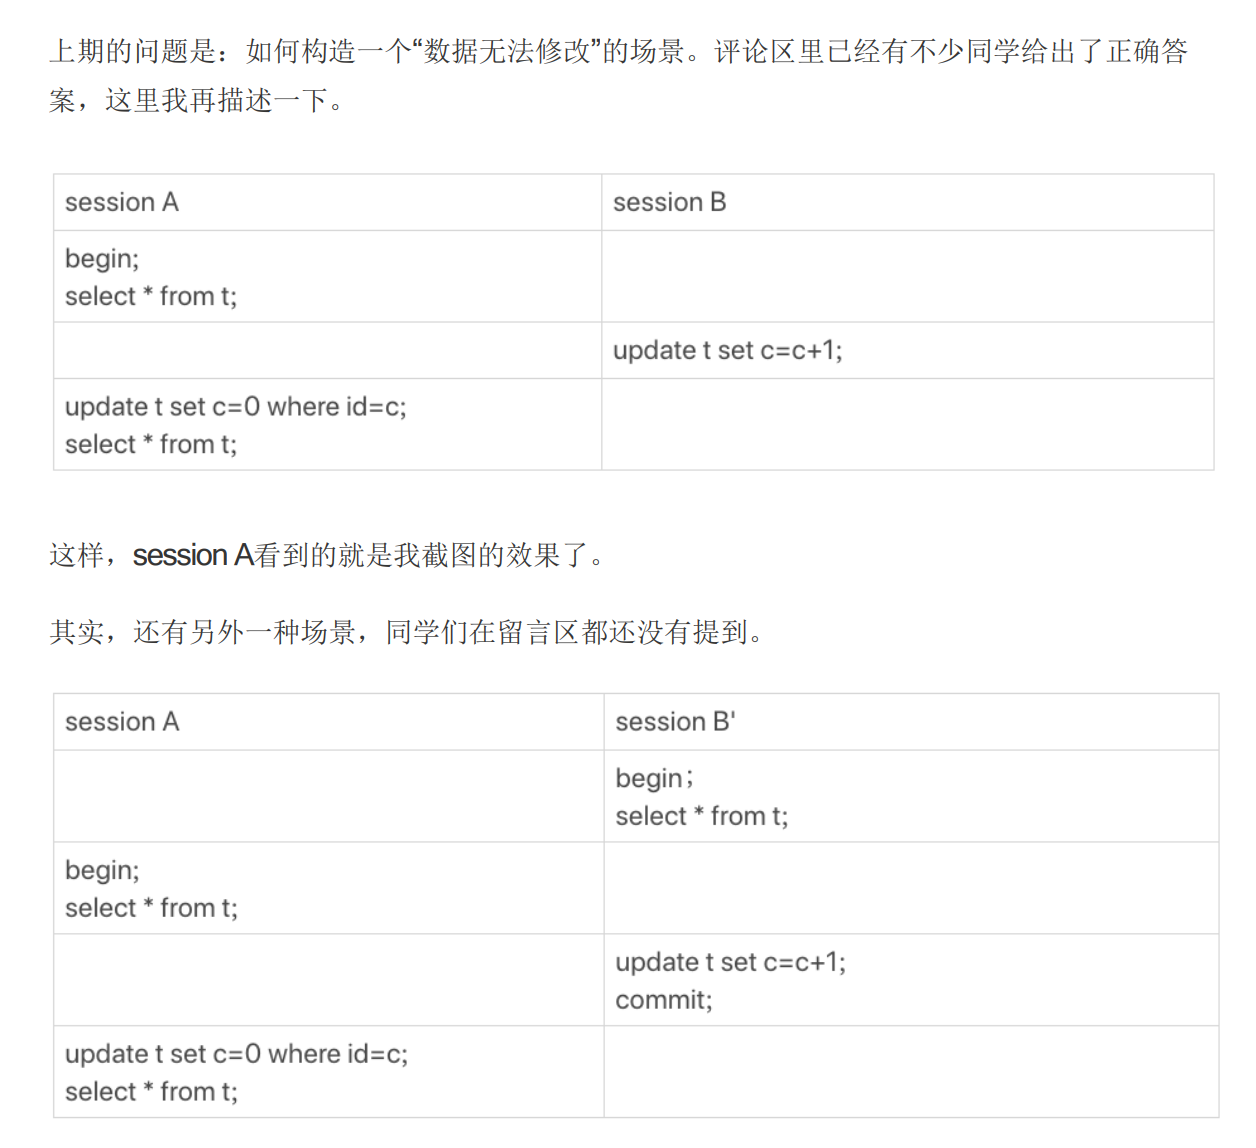 上期的问题是：如何构造一个“数据无法修改”的场景。评论区里已经有不少同学给出了正确答
案，这里我再描述一下。
session A
session B
begin;
select * from t;
update t set c=c+1;
update t set c=0 where id=c;
select * from t;
这样，session A看到的就是我截图的效果了。
其实，还有另外一种场景，同学们在留言区都还没有提到。
session A
session B'
begin；
select * from t;
begin;
select * from t;
update t set c=c+1;
commit;
update t set c=0 where id=c;
select * from t;